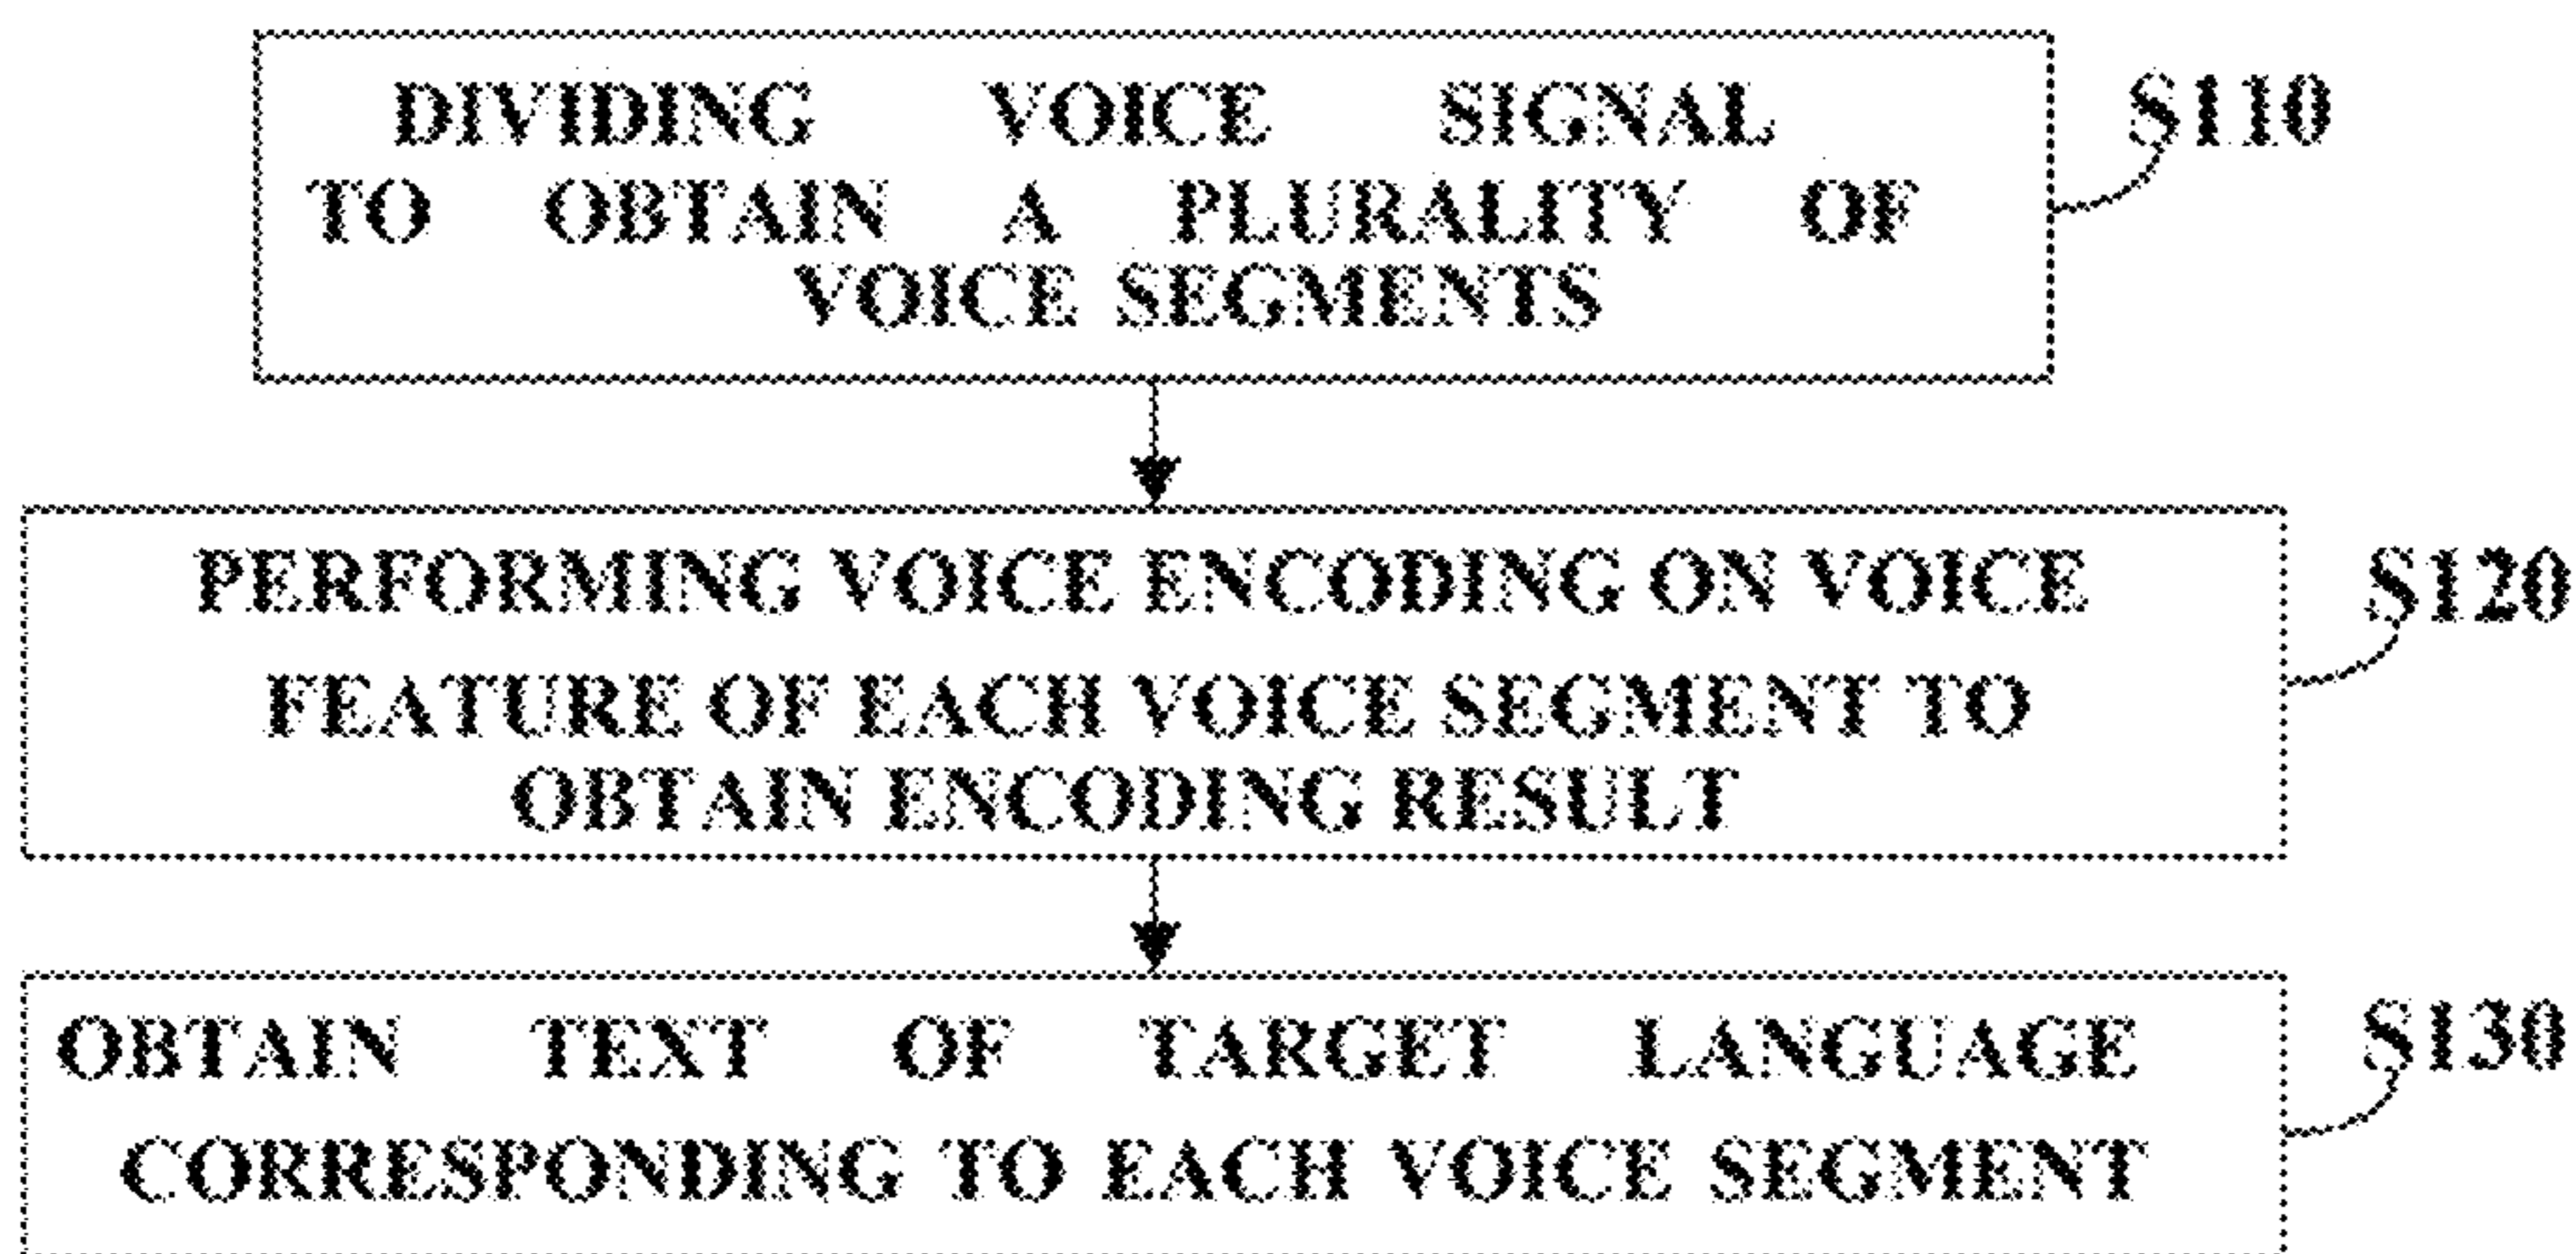 DIVIDING VOICE SIGNAL
S110
TO OBTAIN A PLURALITY OF
VOICE SEGMENTS
PERFORMING VOICE ENCODING ON VOICE
S120
FEATURE OF EACH VOICE SEGMENT TO
OBTAIN ENCODING RESULT
OBTAIN TEXT OF TARGET LANGUAGE
S130
CORRESPONDING TO EACH VOICE SEGMENT